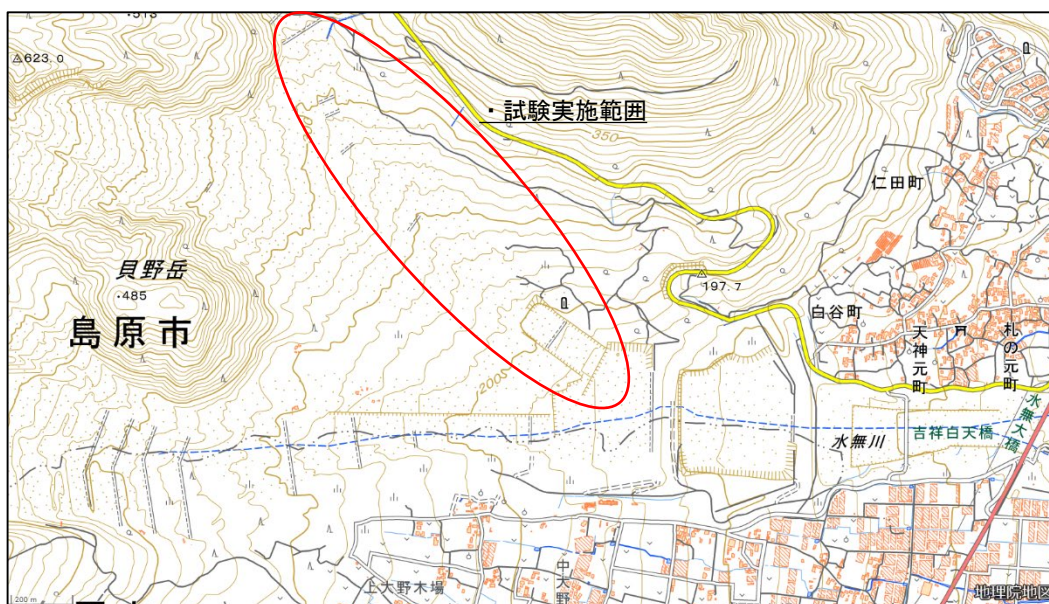 ・513
623.0
・試験実施範囲
350
仁田町
貝野岳
・485
島原市
197.7
白谷町
天神元町
札の元町
200
水無川
吉祥白天橋
水無大橋
上大野木場
中大野
200 m
地理院地図